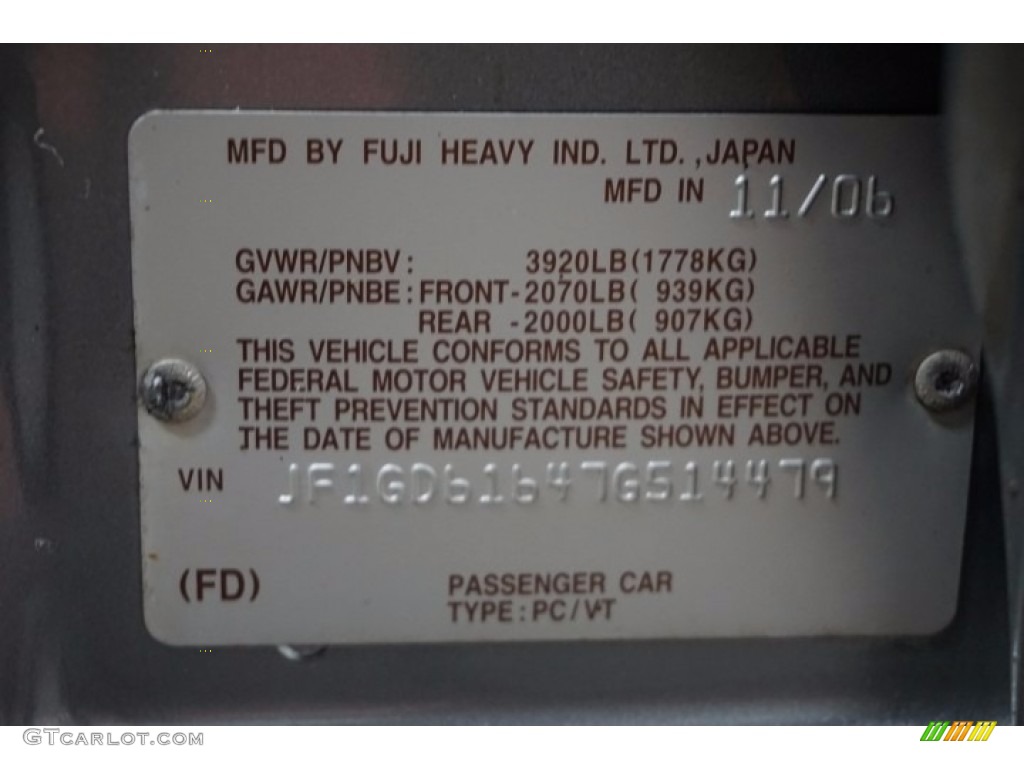 MFD BY FUJI HEAVY IND. LTD.,JAPAN
MFD IN 11/06
GVWR/PNBV: 3920LB(1778KG)
GAWR/PNBE:FRONT-2070LB( 939KG)
REAR -2000LB( 907KG)
THIS VEHICLE CONFORMS TO ALL APPLICABLE
FEDERAL MOTOR VEHICLE SAFETY, BUMPER, AND
THEFT PREVENTION STANDARDS IN EFFECT ON
THE DATE OF MANUFACTURE SHOWN ABOVE.
VIN JF1GD61647G514479
(FD) PASSENGER CAR
TYPE:PC/VT
GTCARLOT.COM